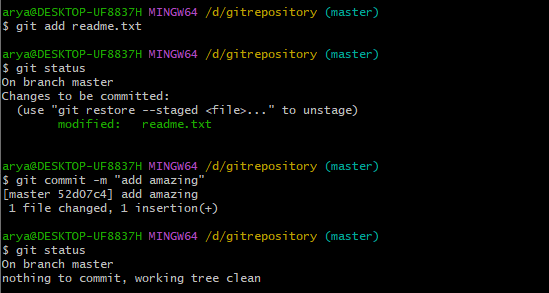 arya@DESKTOP-UF8837H MINGW64 /d/gitrepository (master)
$ git add readme.txt
arya@DESKTOP-UF8837H MINGW64 /d/gitrepository (master)
$ git status
On branch master
Changes to be committed:
  (use "git restore --staged <file>..." to unstage)
        modified:   readme.txt
arya@DESKTOP-UF8837H MINGW64 /d/gitrepository (master)
$ git commit -m "add amazing"
[master 52d07c4] add amazing
 1 file changed, 1 insertion(+)
arya@DESKTOP-UF8837H MINGW64 /d/gitrepository (master)
$ git status
On branch master
nothing to commit, working tree clean